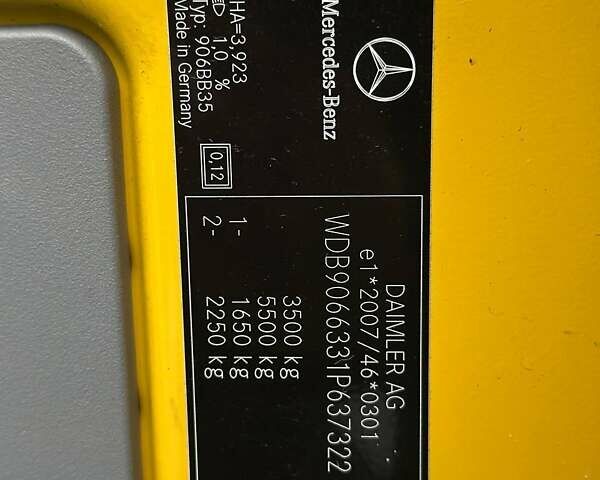 Mercedes-Benz
HA=3,923
1,0 %
Typ: 906BB35
Made in Germany
0,12
DAIMLER AG
e1*2007/46*0301
WDB9066331P637322
3500 kg
5500 kg
1- 1650 kg
2- 2250 kg